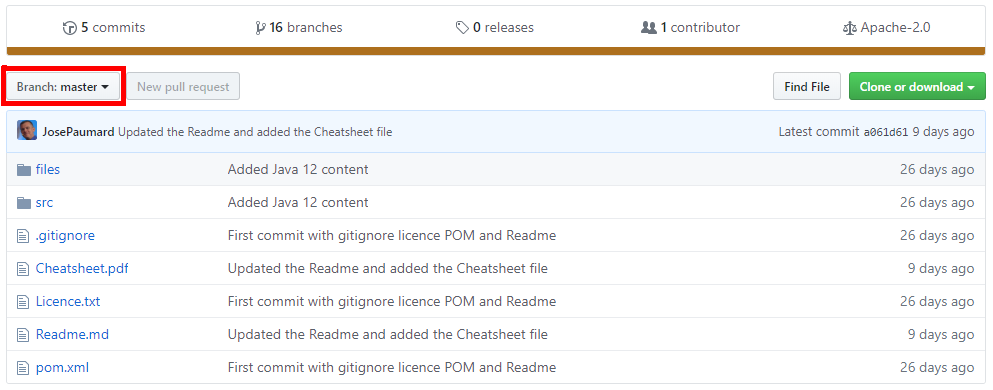 5 commits 16 branches 0 releases 1 contributor Apache-2.0
Branch: master New pull request Find File Clone or download
JosePaumard Updated the Readme and added the Cheatsheet file Latest commit a061d61 9 days ago
files Added Java 12 content 26 days ago
src Added Java 12 content 26 days ago
.gitignore First commit with gitignore licence POM and Readme 26 days ago
Cheatsheet.pdf Updated the Readme and added the Cheatsheet file 9 days ago
Licence.txt First commit with gitignore licence POM and Readme 26 days ago
Readme.md Updated the Readme and added the Cheatsheet file 9 days ago
pom.xml First commit with gitignore licence POM and Readme 26 days ago